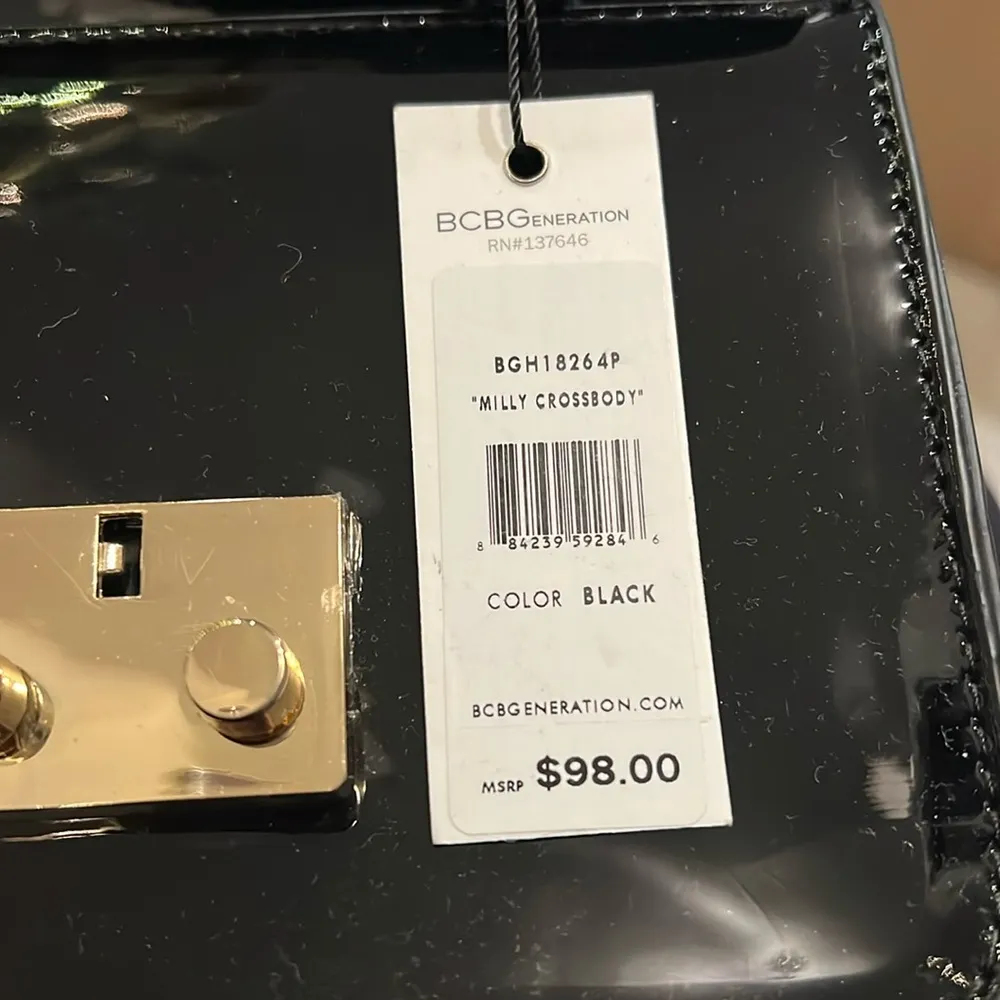 BCBGENERATION
RN#137646
BGH18264P
"MILLY CROSSBODY"
8 84239 59284 6
COLOR BLACK
BCBGENERATION.COM
MSRP $98.00